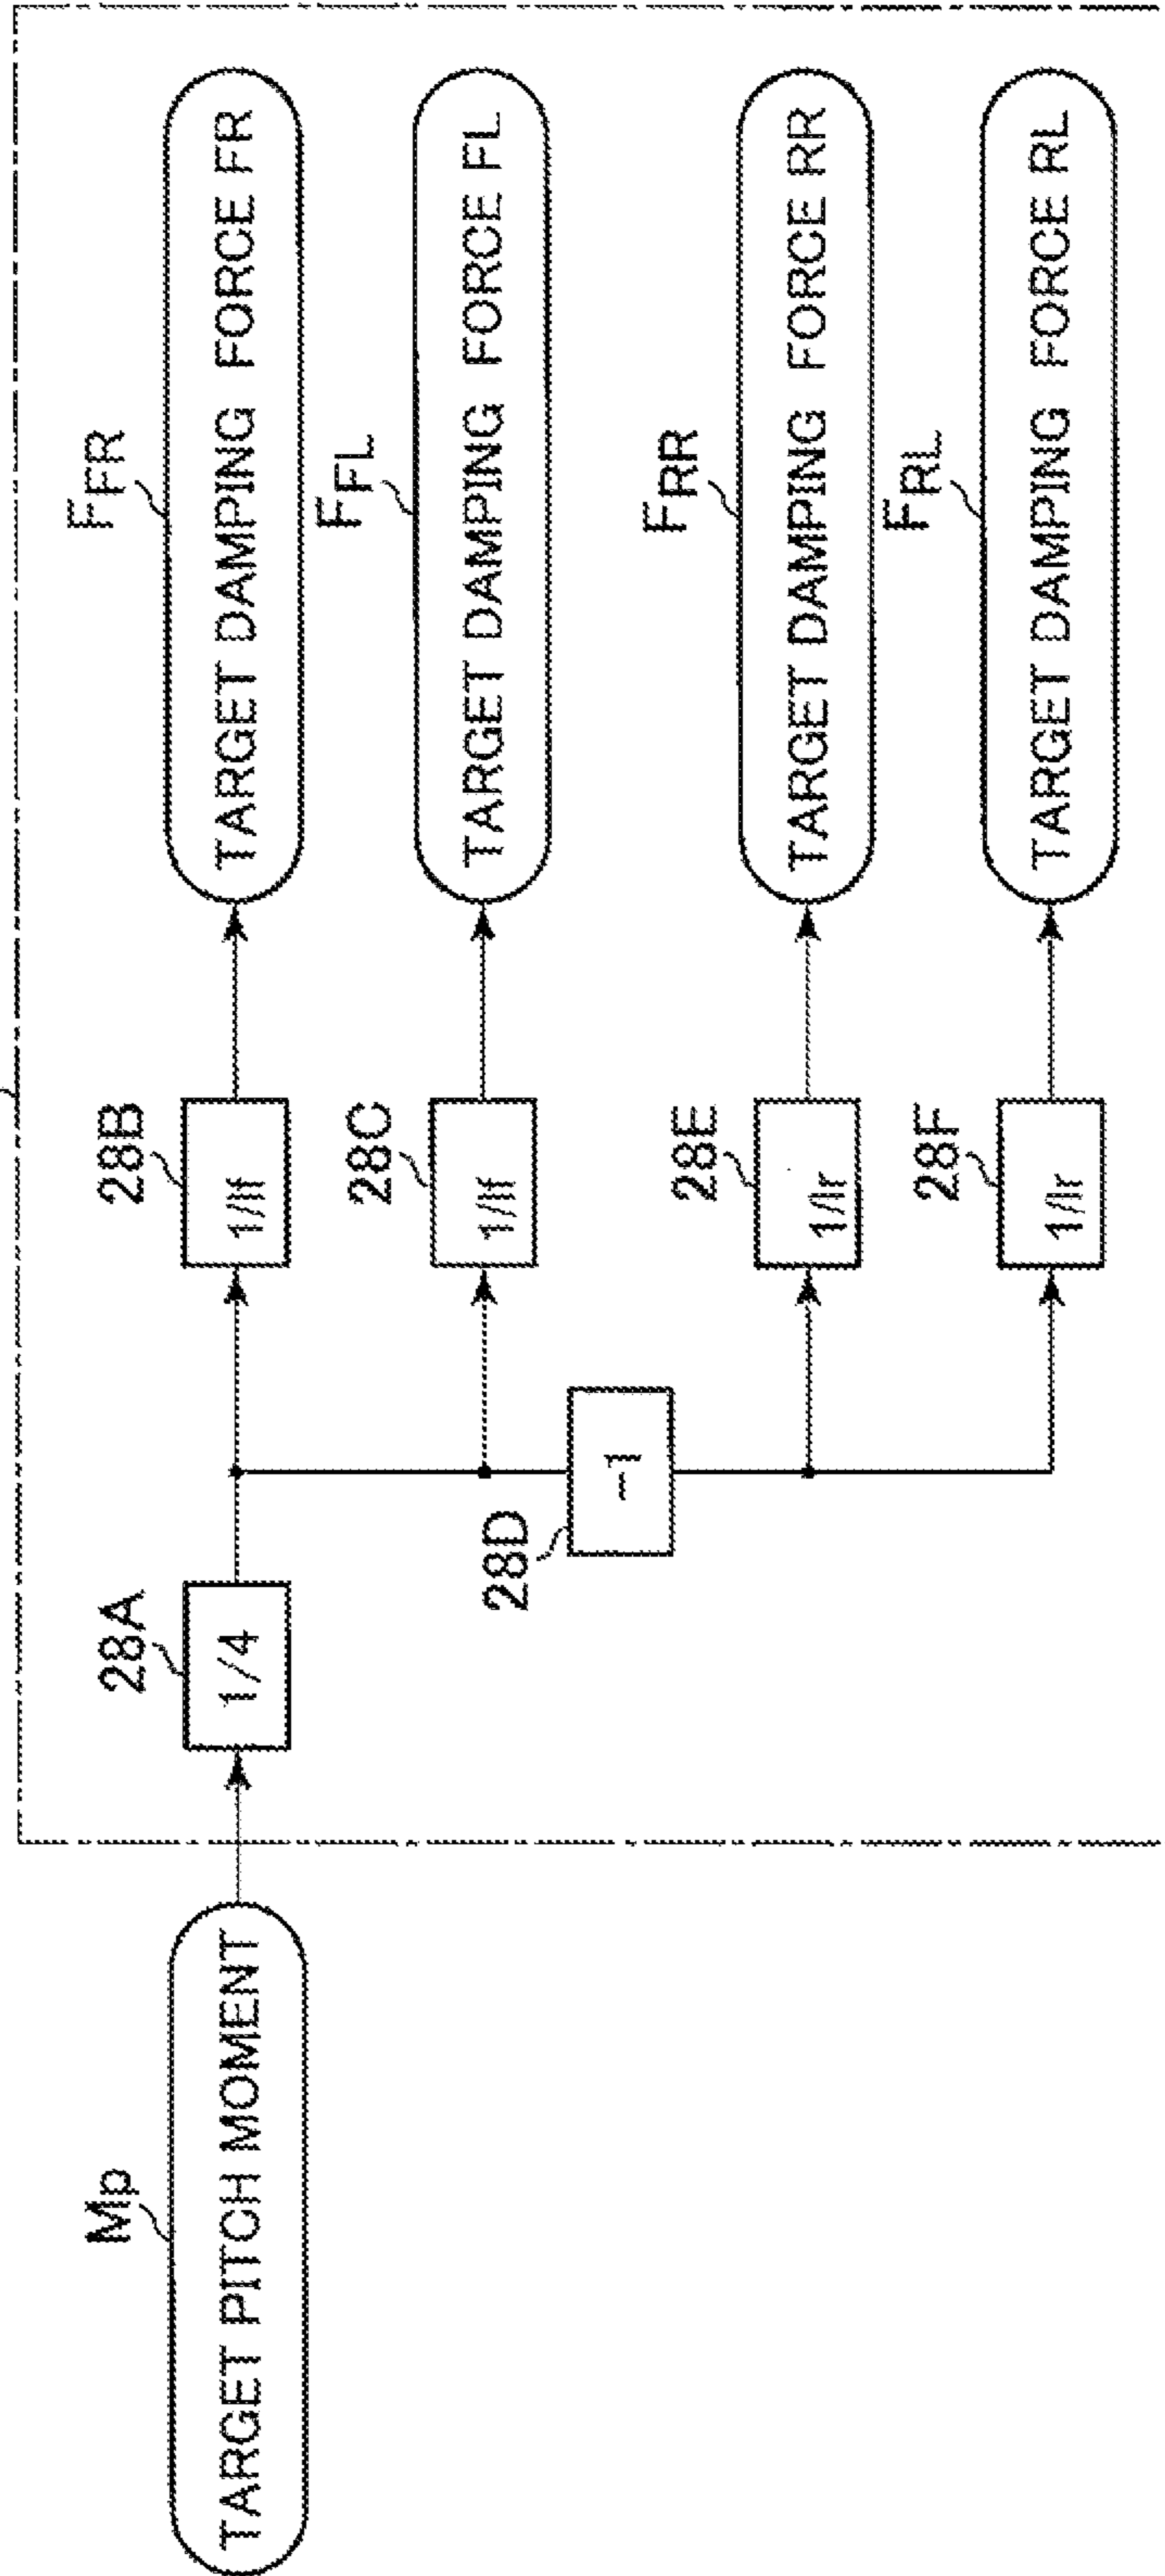 Mp
TARGET PITCH MOMENT
28A
1/4
28B
1/lf
FFR
TARGET DAMPING FORCE FR
28C
1/lf
FFL
TARGET DAMPING FORCE FL
28D
-1
28E
1/lr
FRR
TARGET DAMPING FORCE RR
28F
1/lr
FRL
TARGET DAMPING FORCE RL